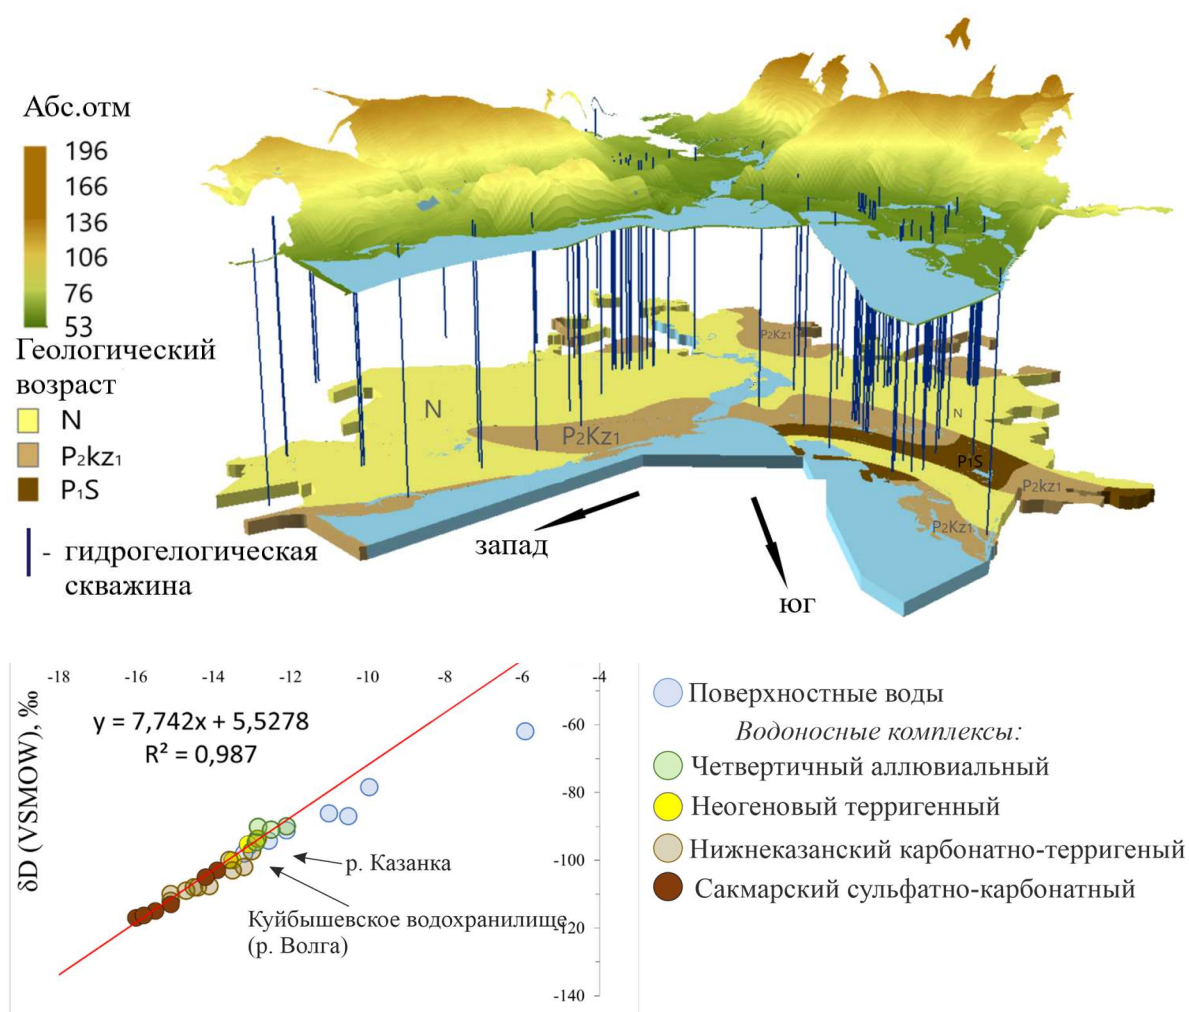 Абс.отм
196
166
136
106
76
53
Геологический
возраст
N
P₂kz₁
P₁S
- гидрогелогическая
скважина
P₂Kz₁
N
N
P₂Kz₁
P₁S
P₂kz₁
P₂Kz₁
запад
юг
-18 -16 -14 -12 -10 -8 -6 -4
δD (VSMOW), ‰
y = 7,742x + 5,5278
R² = 0,987
-60
-80
-100
-120
-140
р. Казанка
Куйбышевское водохранилище
(р. Волга)
Поверхностные воды
Водоносные комплексы:
Четвертичный аллювиальный
Неогеновый терригенный
Нижнеказанский карбонатно-терригеный
Сакмарский сульфатно-карбонатный